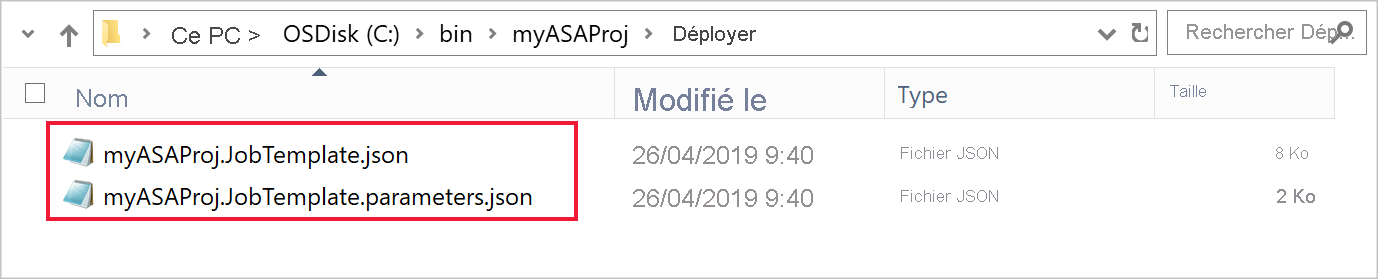 Ce PC > OSDisk (C:) > bin > myASAProj > Déployer Rechercher Dép...
Nom Modifié le Type Taille
myASAProj.JobTemplate.json 26/04/2019 9:40 Fichier JSON 8 Ko
myASAProj.JobTemplate.parameters.json 26/04/2019 9:40 Fichier JSON 2 Ko